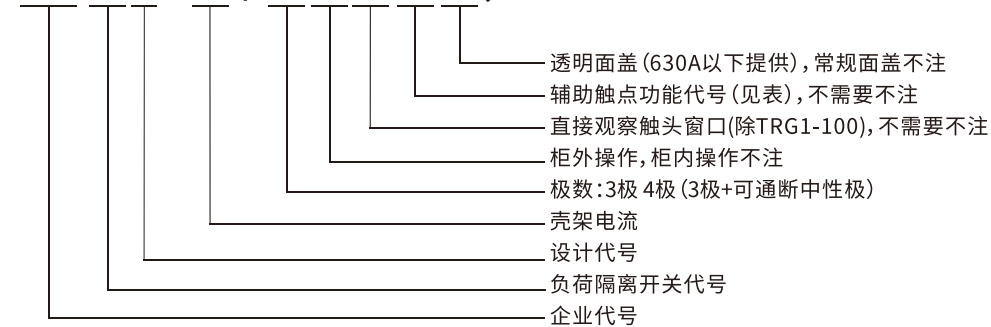 透明面盖（630A以下提供），常规面盖不注
辅助触点功能代号（见表），不需要不注
直接观察触头窗口(除TRG1-100)，不需要不注
柜外操作，柜内操作不注
极数：3极 4极（3极+可通断中性极）
壳架电流
设计代号
负荷隔离开关代号
企业代号